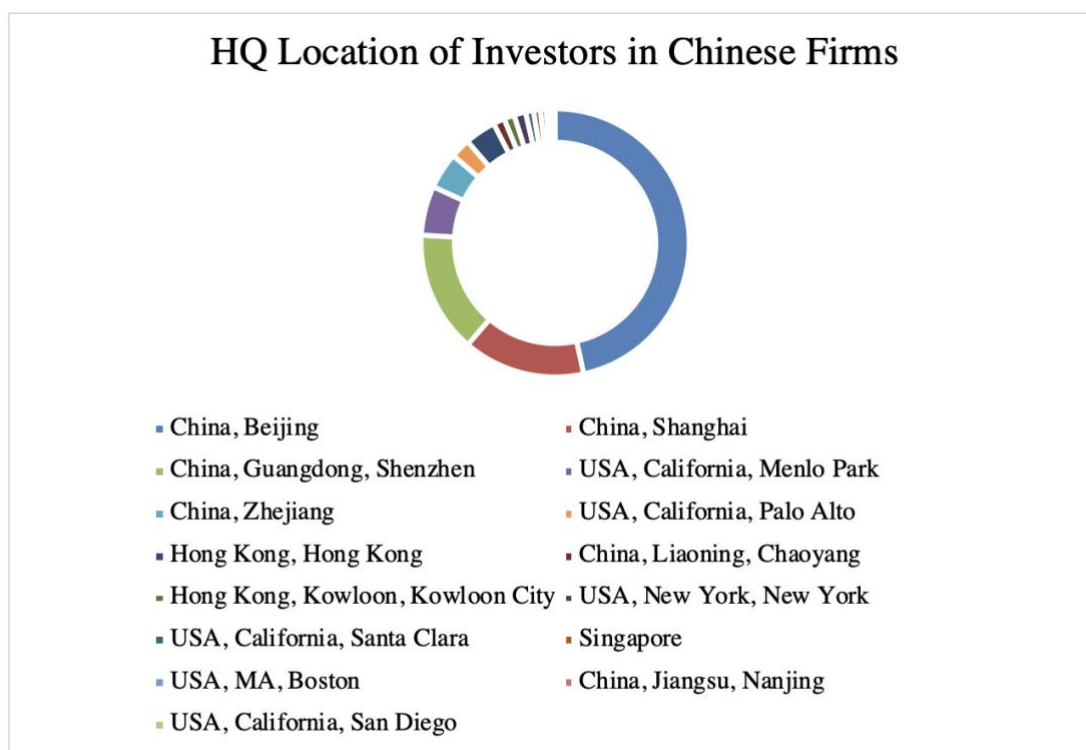 HQ Location of Investors in Chinese Firms
China, Beijing
China, Shanghai
China, Guangdong, Shenzhen
USA, California, Menlo Park
China, Zhejiang
USA, California, Palo Alto
Hong Kong, Hong Kong
China, Liaoning, Chaoyang
Hong Kong, Kowloon, Kowloon City
USA, New York, New York
USA, California, Santa Clara
Singapore
USA, MA, Boston
China, Jiangsu, Nanjing
USA, California, San Diego